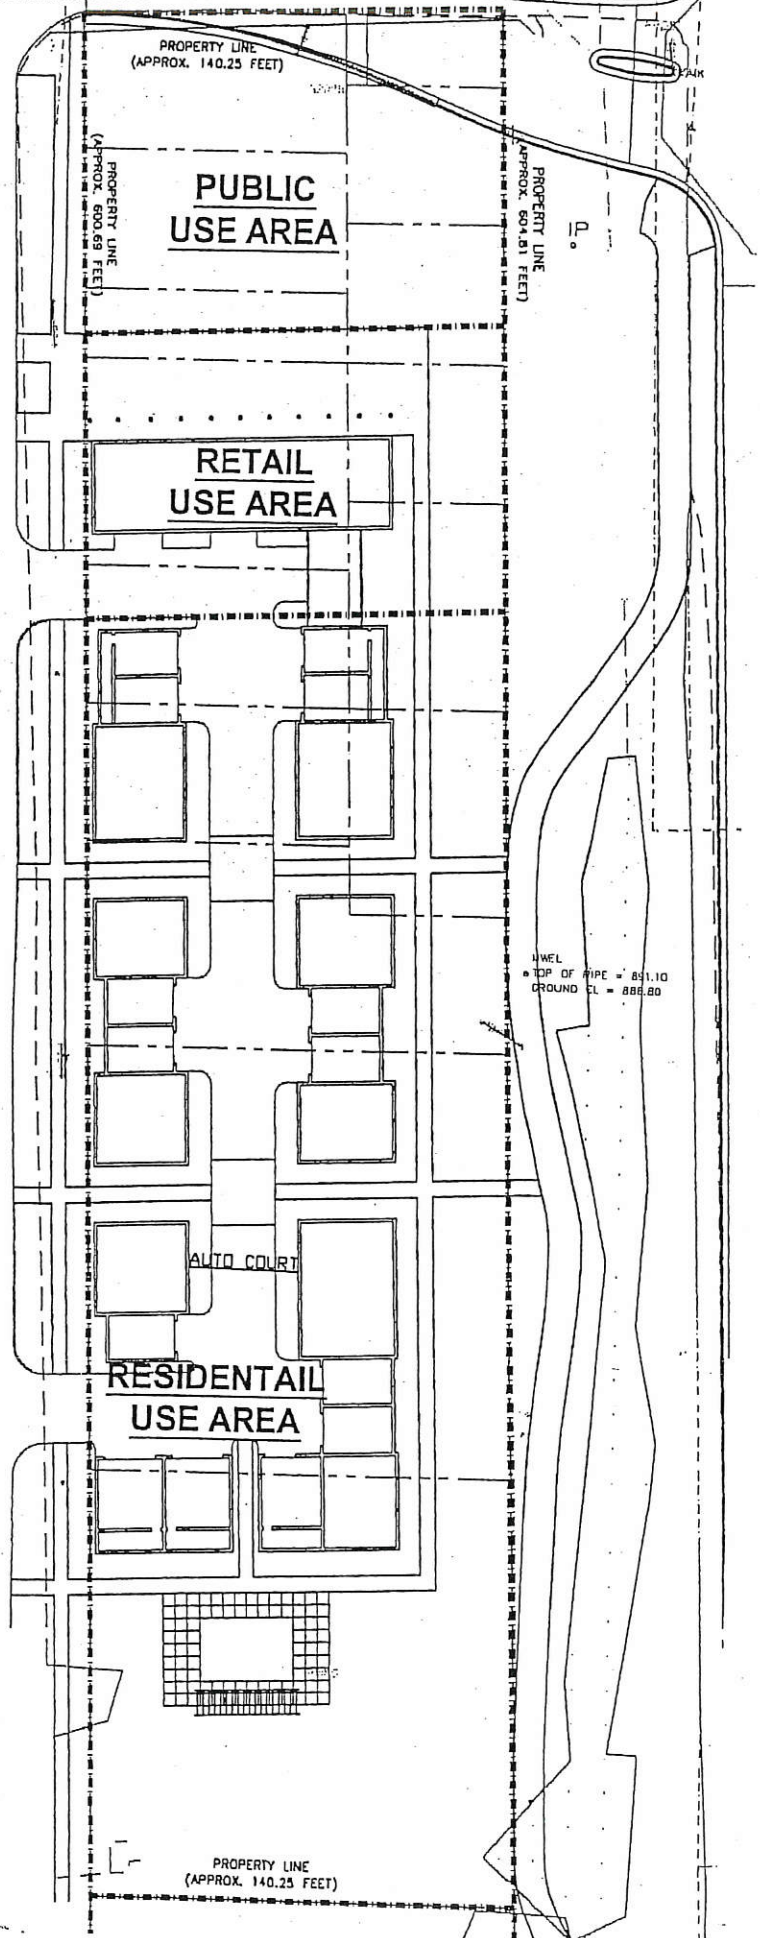 PROPERTY LINE
(APPROX. 140.25 FEET)
PROPERTY LINE
(APPROX. 600.69 FEET)
PUBLIC
USE AREA
PROPERTY LINE
(APPROX. 604.81 FEET)
IP
RETAIL
USE AREA
TOP OF PIPE = 891.10
GROUND EL = 888.80
AUTO COURT
RESIDENTAIL
USE AREA
PROPERTY LINE
(APPROX. 140.25 FEET)